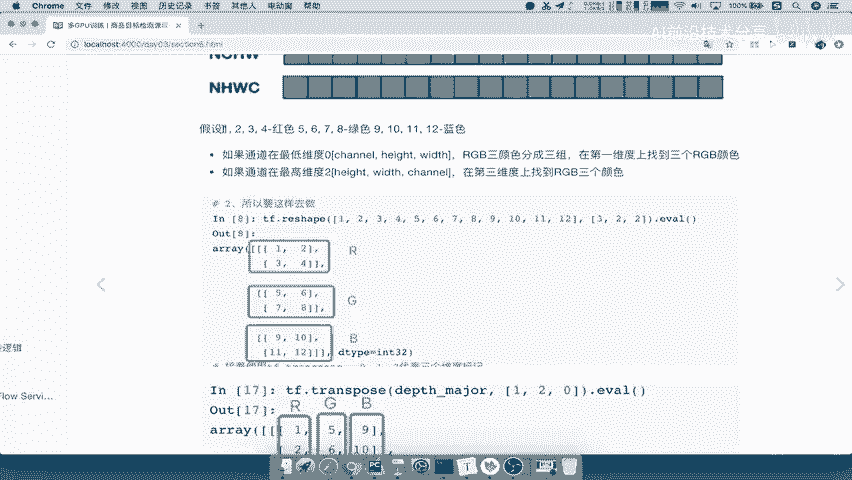 Chrome 文件 修改 视图 历史记录 书签 其他人 电动窗 帮助
100%
多GPU训练 | 商品目标检测
localhost:4000/day03/section6.html
NCHW
NHWC
假设1, 2, 3, 4-红色 5, 6, 7, 8-绿色 9, 10, 11, 12-蓝色
如果通道在最低维度0[channel, height, width]，RGB三颜色分成三组，在第一维度上找到三个RGB颜色
如果通道在最高维度2[height, width, channel]，在第三维度上找到RGB三个颜色
# 2、所以要这样去做
In [8]: tf.reshape([1, 2, 3, 4, 5, 6, 7, 8, 9, 10, 11, 12], [3, 2, 2]).eval()
Out[8]:
array([[[ 1, 2], R
[ 3, 4]],
[[ 5, 6], G
[ 7, 8]],
[[ 9, 10], B
[11, 12]]], dtype=int32)
In [17]: tf.transpose(depth_major, [1, 2, 0]).eval()
Out[17]: R G B
array([[[ 1, 5, 9],
[ 2, 6, 10],
逻辑
Flow Servi...